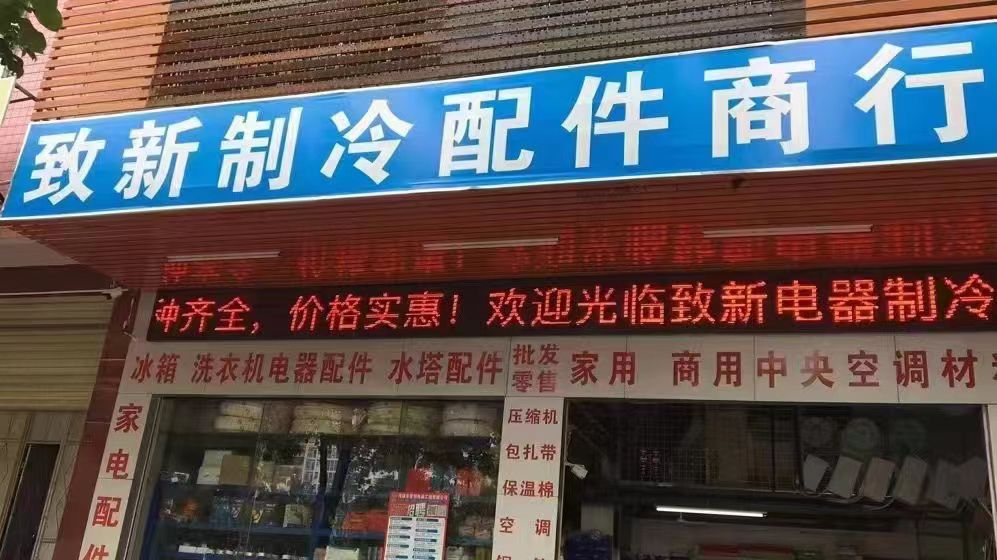 致新制冷配件商行
齐全，价格实惠！欢迎光临致新电器制冷
冰箱 洗衣机电器配件 水塔配件 批发零售 家用 商用中央空调材
家电配件
压缩机
包扎带
保温棉
空调